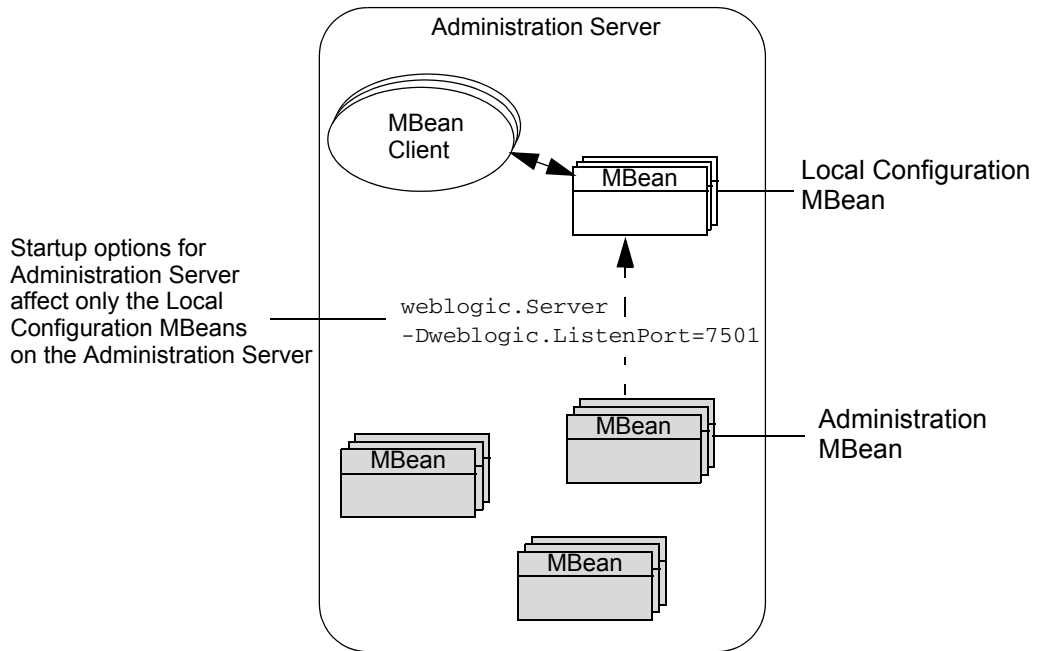 Administration Server
MBean
Client
MBean
Local Configuration
MBean
Startup options for
Administration Server
affect only the Local
Configuration MBeans
on the Administration Server
weblogic.Server
-Dweblogic.ListenPort=7501
MBean
Administration
MBean
MBean
MBean